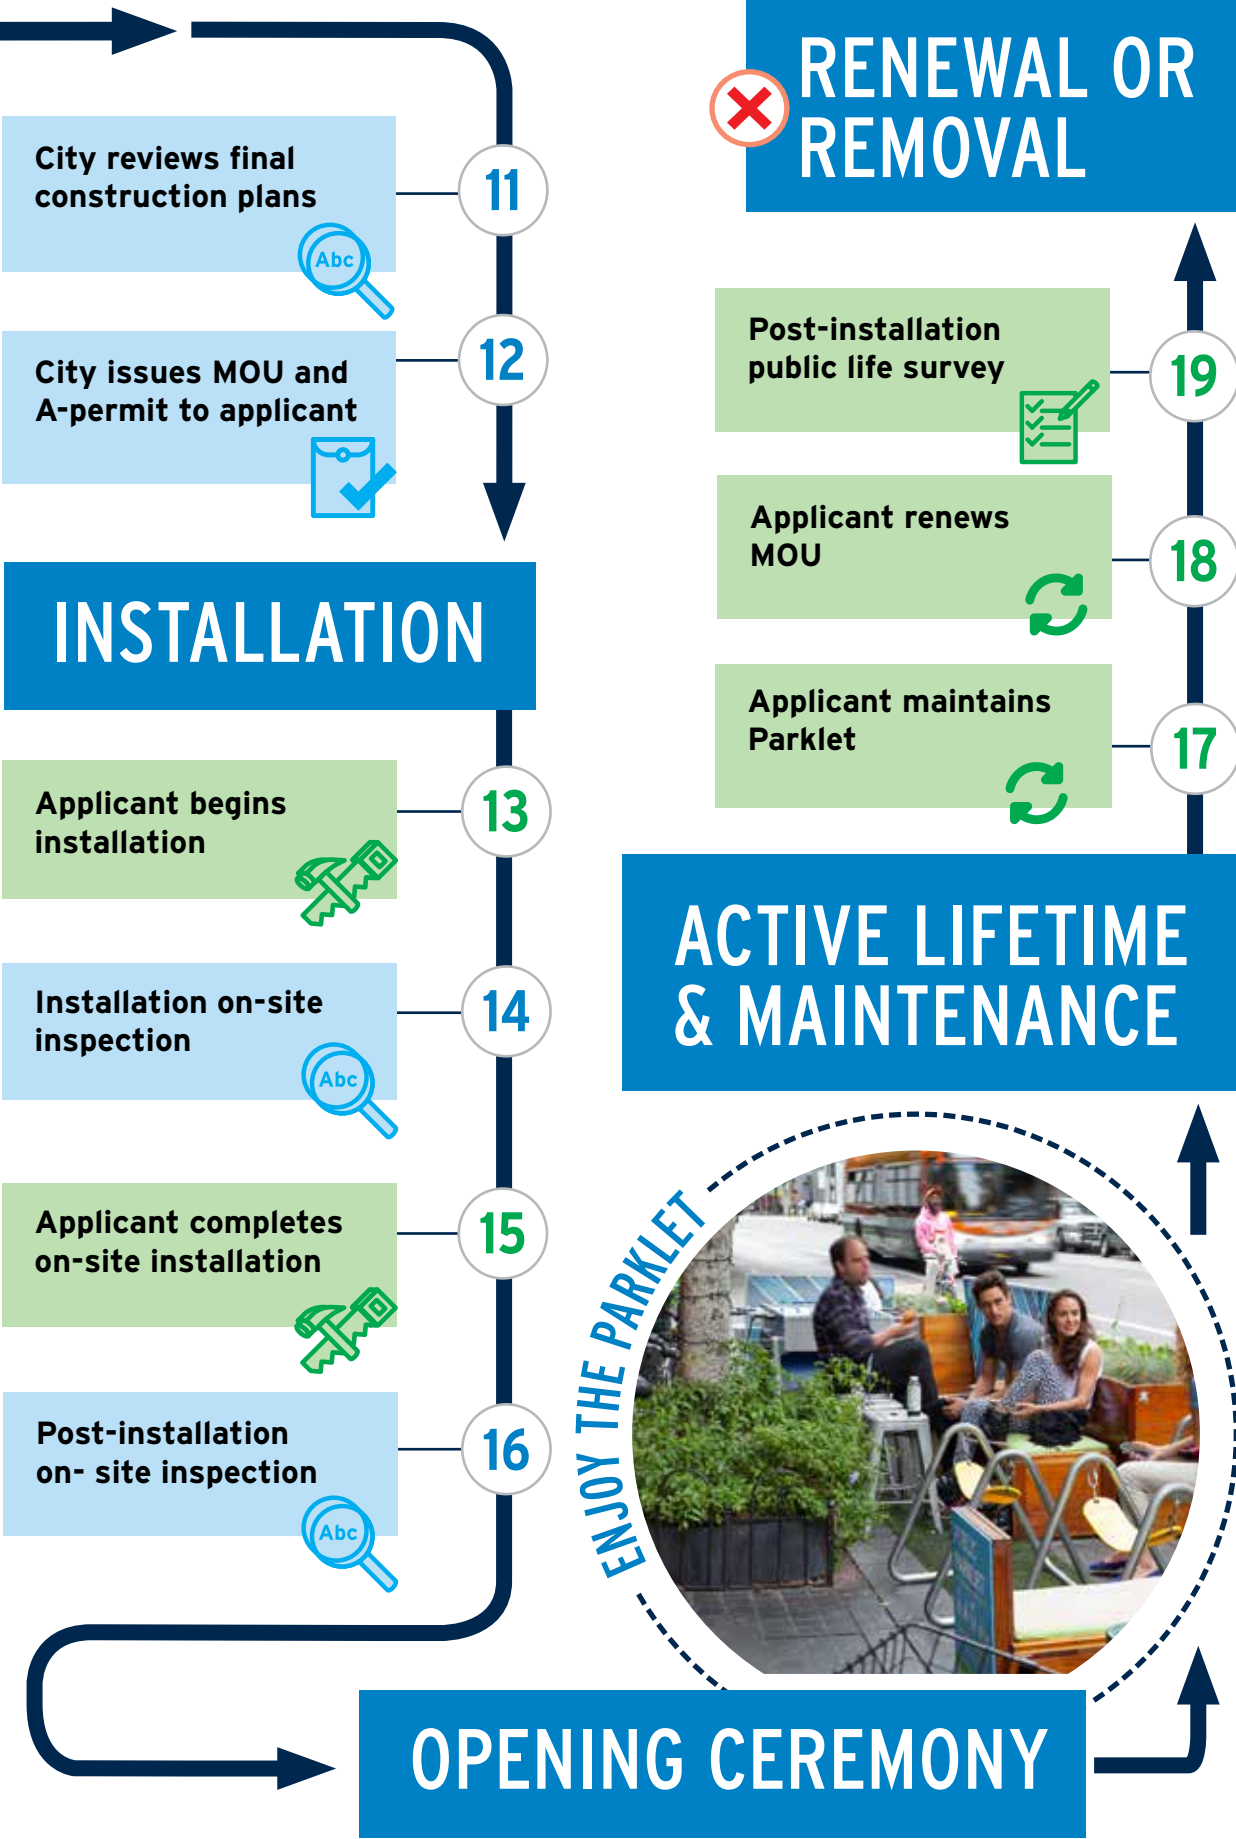 City reviews final
construction plans
Abc
11
City issues MOU and
A-permit to applicant
12
INSTALLATION
Applicant begins
installation
13
Installation on-site
inspection
Abc
14
Applicant completes
on-site installation
15
Post-installation
on- site inspection
Abc
16
OPENING CEREMONY
ENJOY THE PARKLET
ACTIVE LIFETIME
& MAINTENANCE
Applicant maintains
Parklet
17
Applicant renews
MOU
18
Post-installation
public life survey
19
RENEWAL OR
REMOVAL